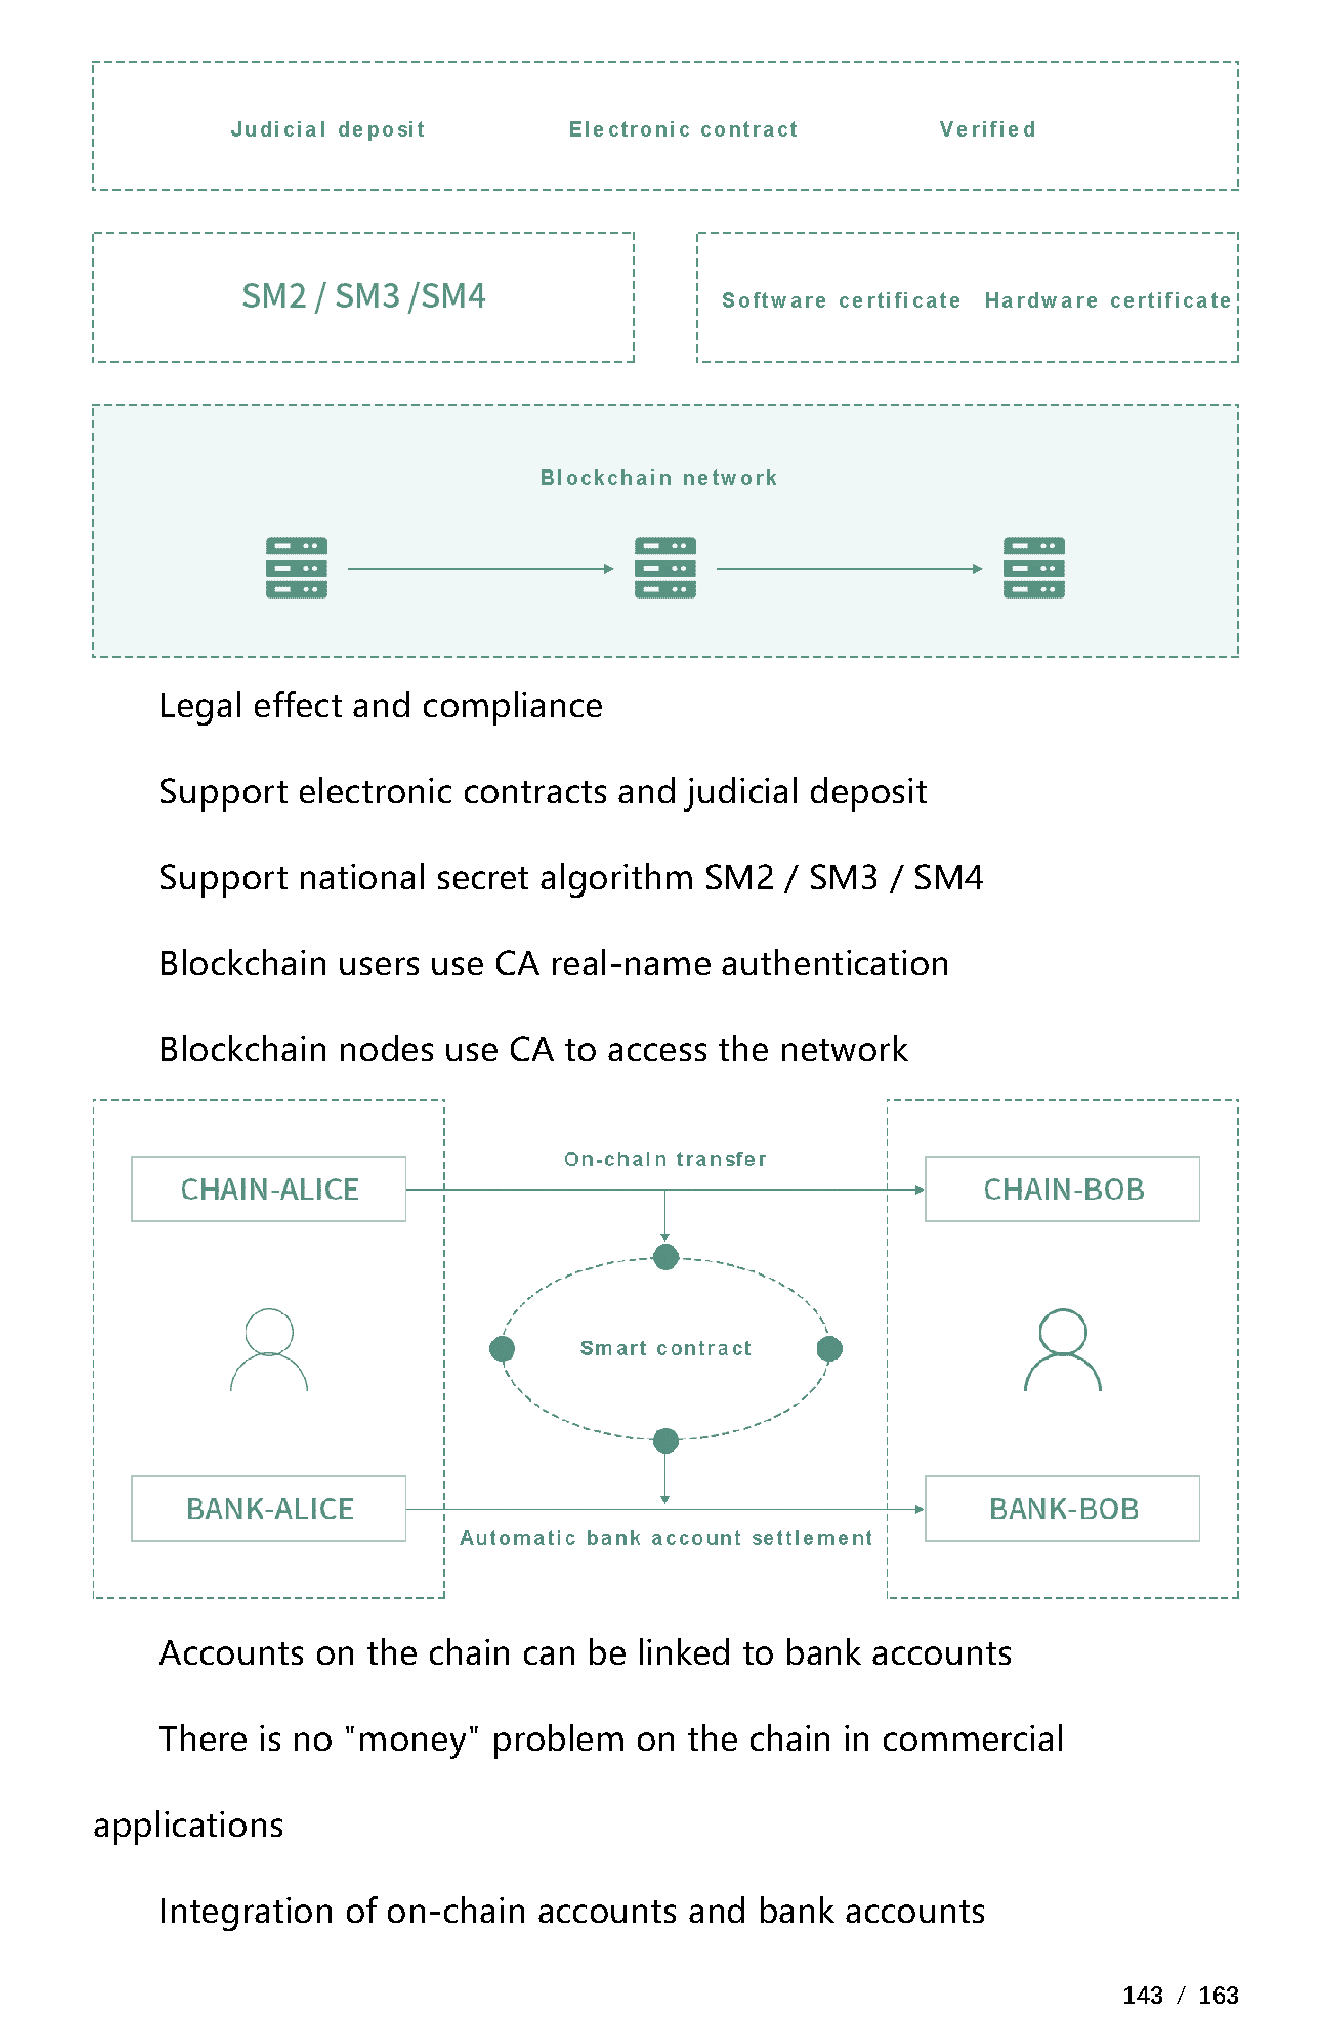 Judicial deposit Electronic contract Verified
SM2 / SM3 /SM4
Software certificate Hardware certificate
Blockchain network
Legal effect and compliance
Support electronic contracts and judicial deposit
Support national secret algorithm SM2 / SM3 / SM4
Blockchain users use CA real-name authentication
Blockchain nodes use CA to access the network
On-chain transfer
CHAIN-ALICE CHAIN-BOB
Smart contract
BANK-ALICE BANK-BOB
Automatic bank account settlement
Accounts on the chain can be linked to bank accounts
There is no "money" problem on the chain in commercial
applications
Integration of on-chain accounts and bank accounts
143 / 163